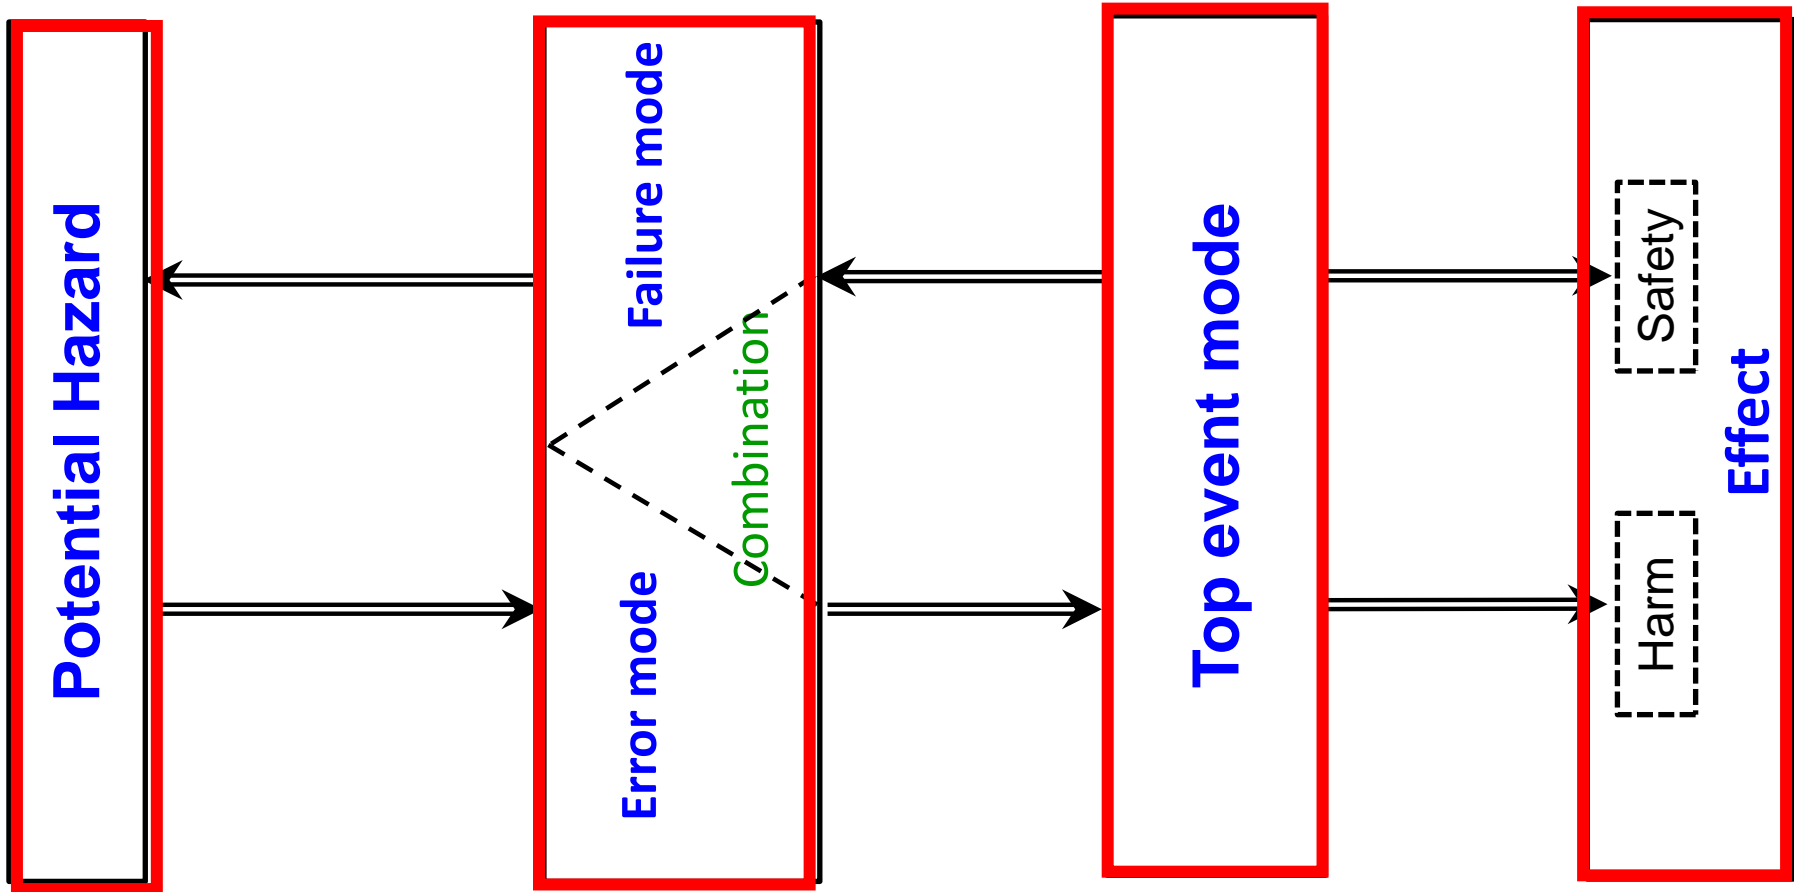 Potential Hazard
Failure mode
Error mode
Combination
Top event mode
Safety
Harm
Effect